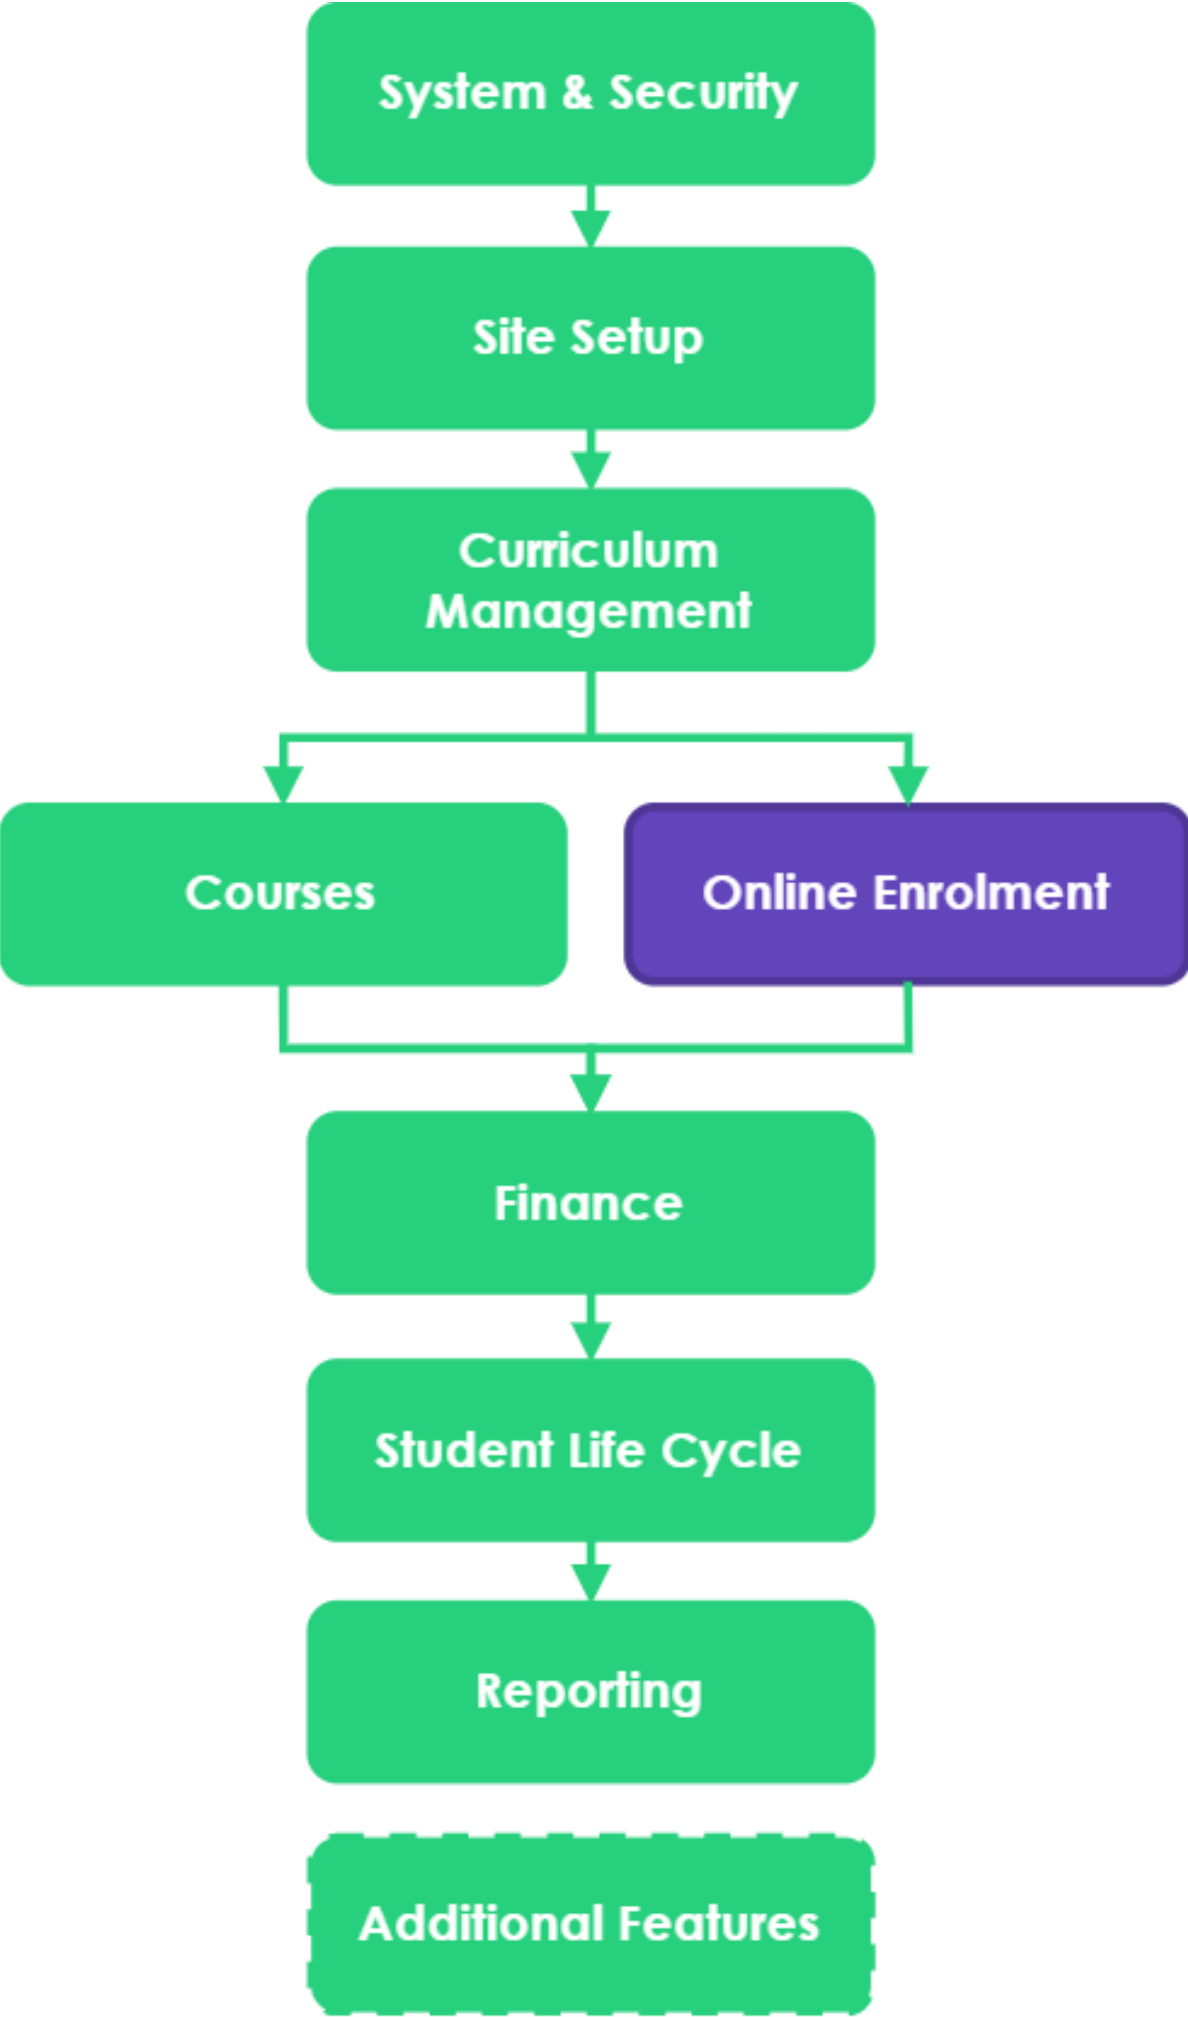 System & Security
Site Setup
Curriculum
Management
Courses
Online Enrolment
Finance
Student Life Cycle
Reporting
Additional Features